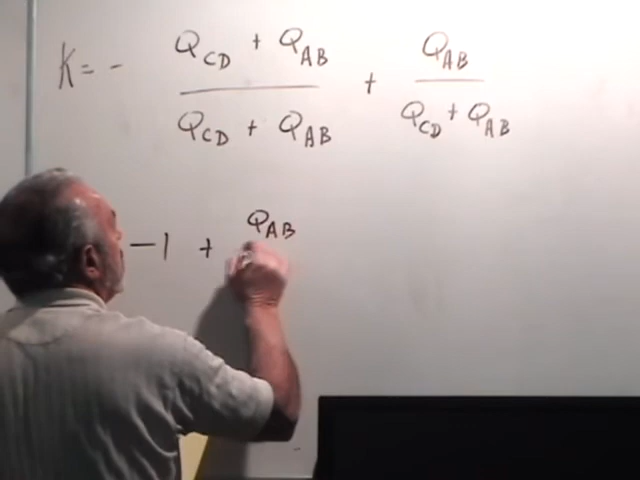 K = - (Q_CD + Q_AB) / (Q_CD + Q_AB) + Q_AB / (Q_CD + Q_AB)
-1 + Q_AB